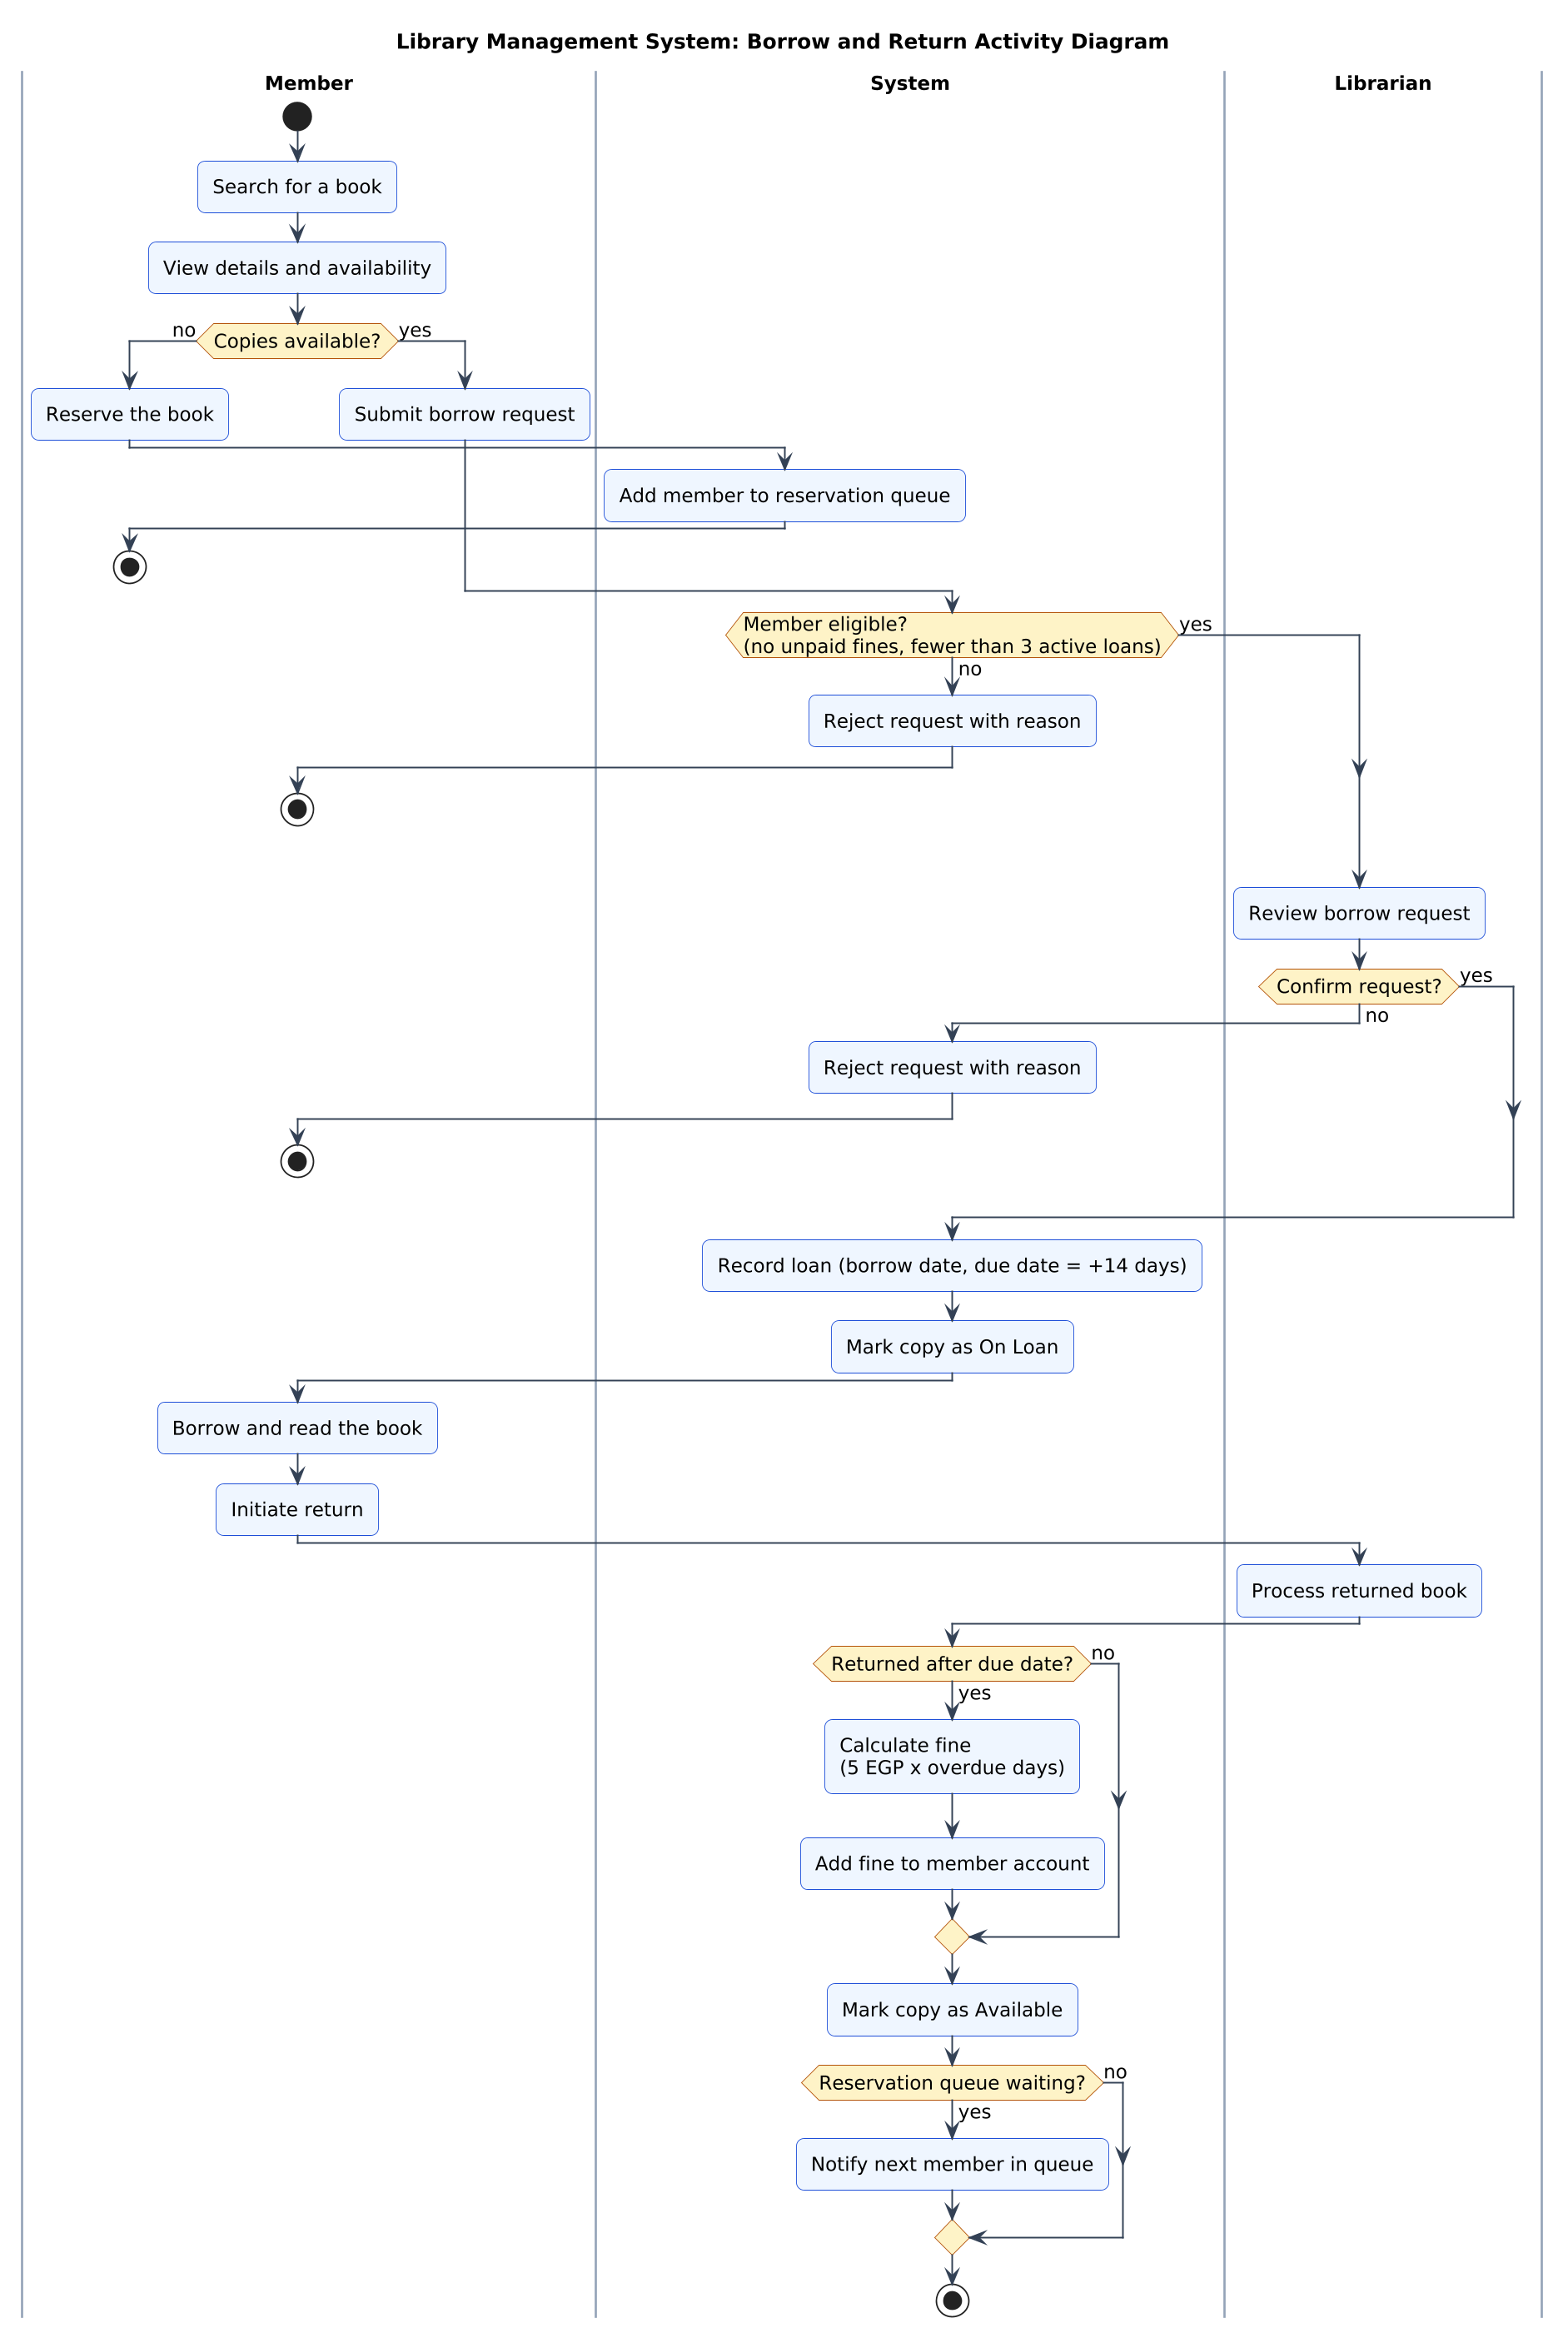 Library Management System: Borrow and Return Activity Diagram
Member
System
Librarian
Search for a book
View details and availability
no
Copies available?
yes
Reserve the book
Submit borrow request
Add member to reservation queue
Member eligible?
(no unpaid fines, fewer than 3 active loans)
yes
no
Reject request with reason
Review borrow request
Confirm request?
yes
no
Reject request with reason
Record loan (borrow date, due date = +14 days)
Mark copy as On Loan
Borrow and read the book
Initiate return
Process returned book
Returned after due date?
no
yes
Calculate fine
(5 EGP x overdue days)
Add fine to member account
Mark copy as Available
Reservation queue waiting?
no
yes
Notify next member in queue